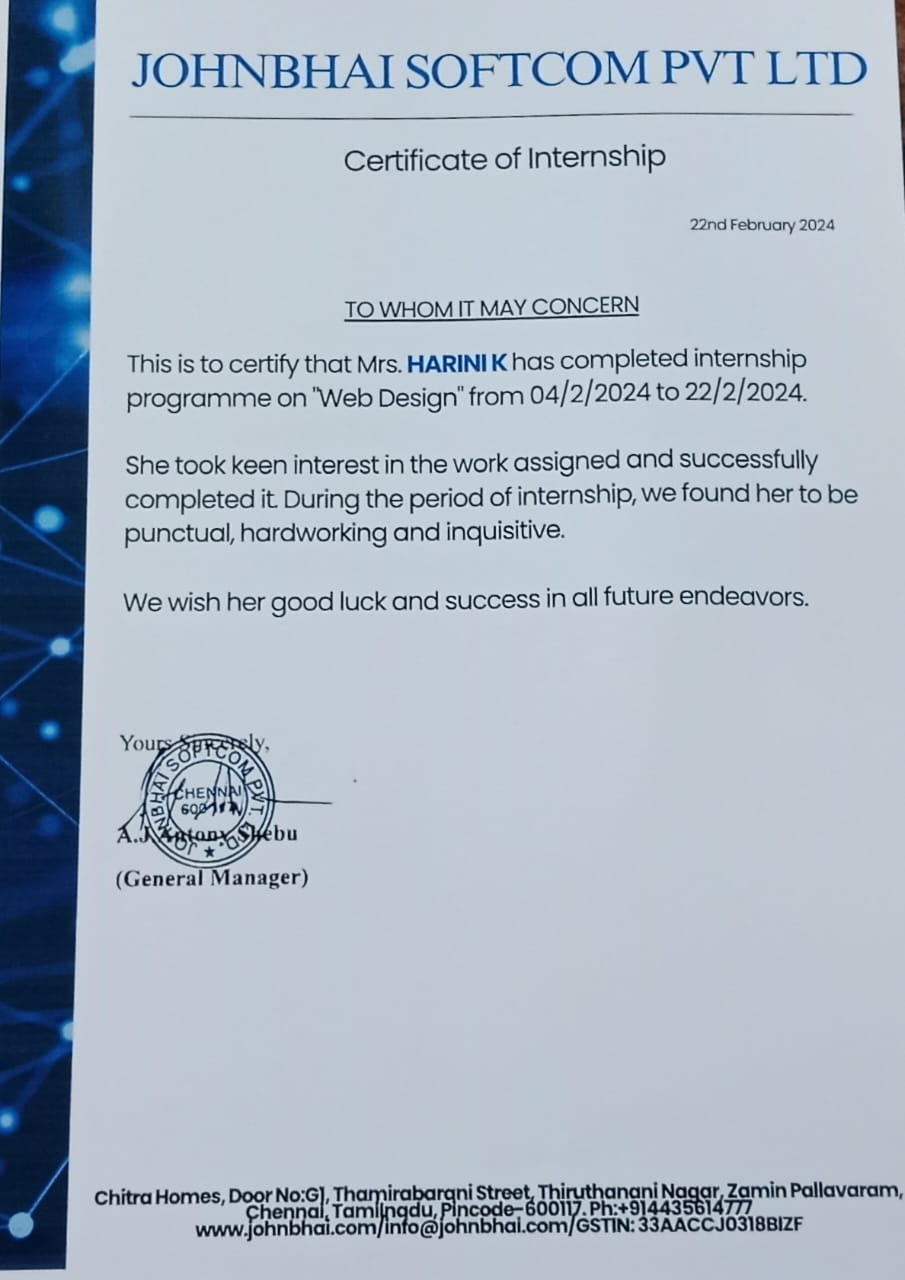 JOHNBHAI SOFTCOM PVT LTD
Certificate of Internship
22nd February 2024
TO WHOM IT MAY CONCERN
This is to certify that Mrs. HARINI K has completed internship
programme on "Web Design" from 04/2/2024 to 22/2/2024.
She took keen interest in the work assigned and successfully
completed it. During the period of internship, we found her to be
punctual, hardworking and inquisitive.
We wish her good luck and success in all future endeavors.
Yours Sincerely,
JOHNBHAI SOFTCOM PVT. LTD.
CHENNAI
A.J. Antony Shebu
(General Manager)
Chitra Homes, Door No:G1, Thamirabarani Street, Thiruthanani Nagar, Zamin Pallavaram,
Chennai, Tamilnadu, Pincode-600117. Ph:+914435614777
www.johnbhai.com/info@johnbhai.com/GSTIN: 33AACCJ0318B1ZF